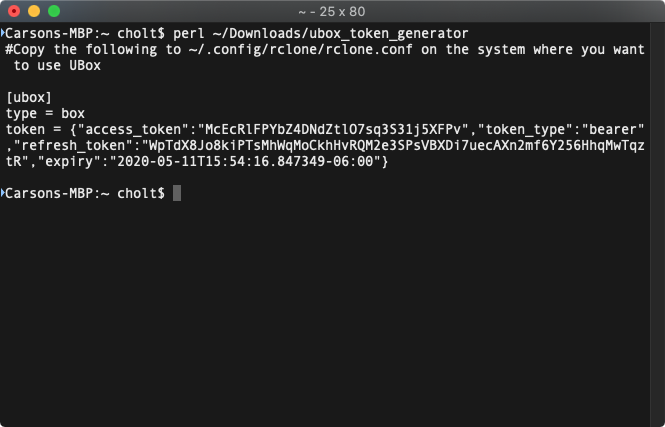 ~ - 25 x 80
Carsons-MBP:~ cholt$ perl ~/Downloads/ubox_token_generator
#Copy the following to ~/.config/rclone/rclone.conf on the system where you want
 to use UBox
[ubox]
type = box
token = {"access_token":"McEcRlFPYbZ4DNdZtlO7sq3S31j5XFPv","token_type":"bearer"
,"refresh_token":"WpTdX8Jo8kiPTsMhWqMoCkhHvRQM2e3SPsVBXDi7uecAXn2mf6Y256HhqMwTqz
tR","expiry":"2020-05-11T15:54:16.847349-06:00"}
Carsons-MBP:~ cholt$